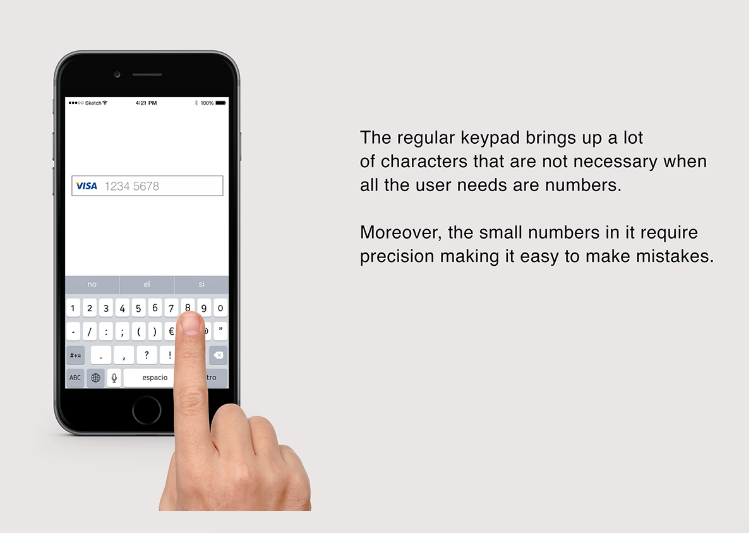 Sketch 4:21 PM 100%
VISA 1234 5678
no el si
1 2 3 4 5 6 7 8 9 0
- / : ; ( ) € @ "
#+= . , ? !
ABC espacio tro
The regular keypad brings up a lot
of characters that are not necessary when
all the user needs are numbers.
Moreover, the small numbers in it require
precision making it easy to make mistakes.